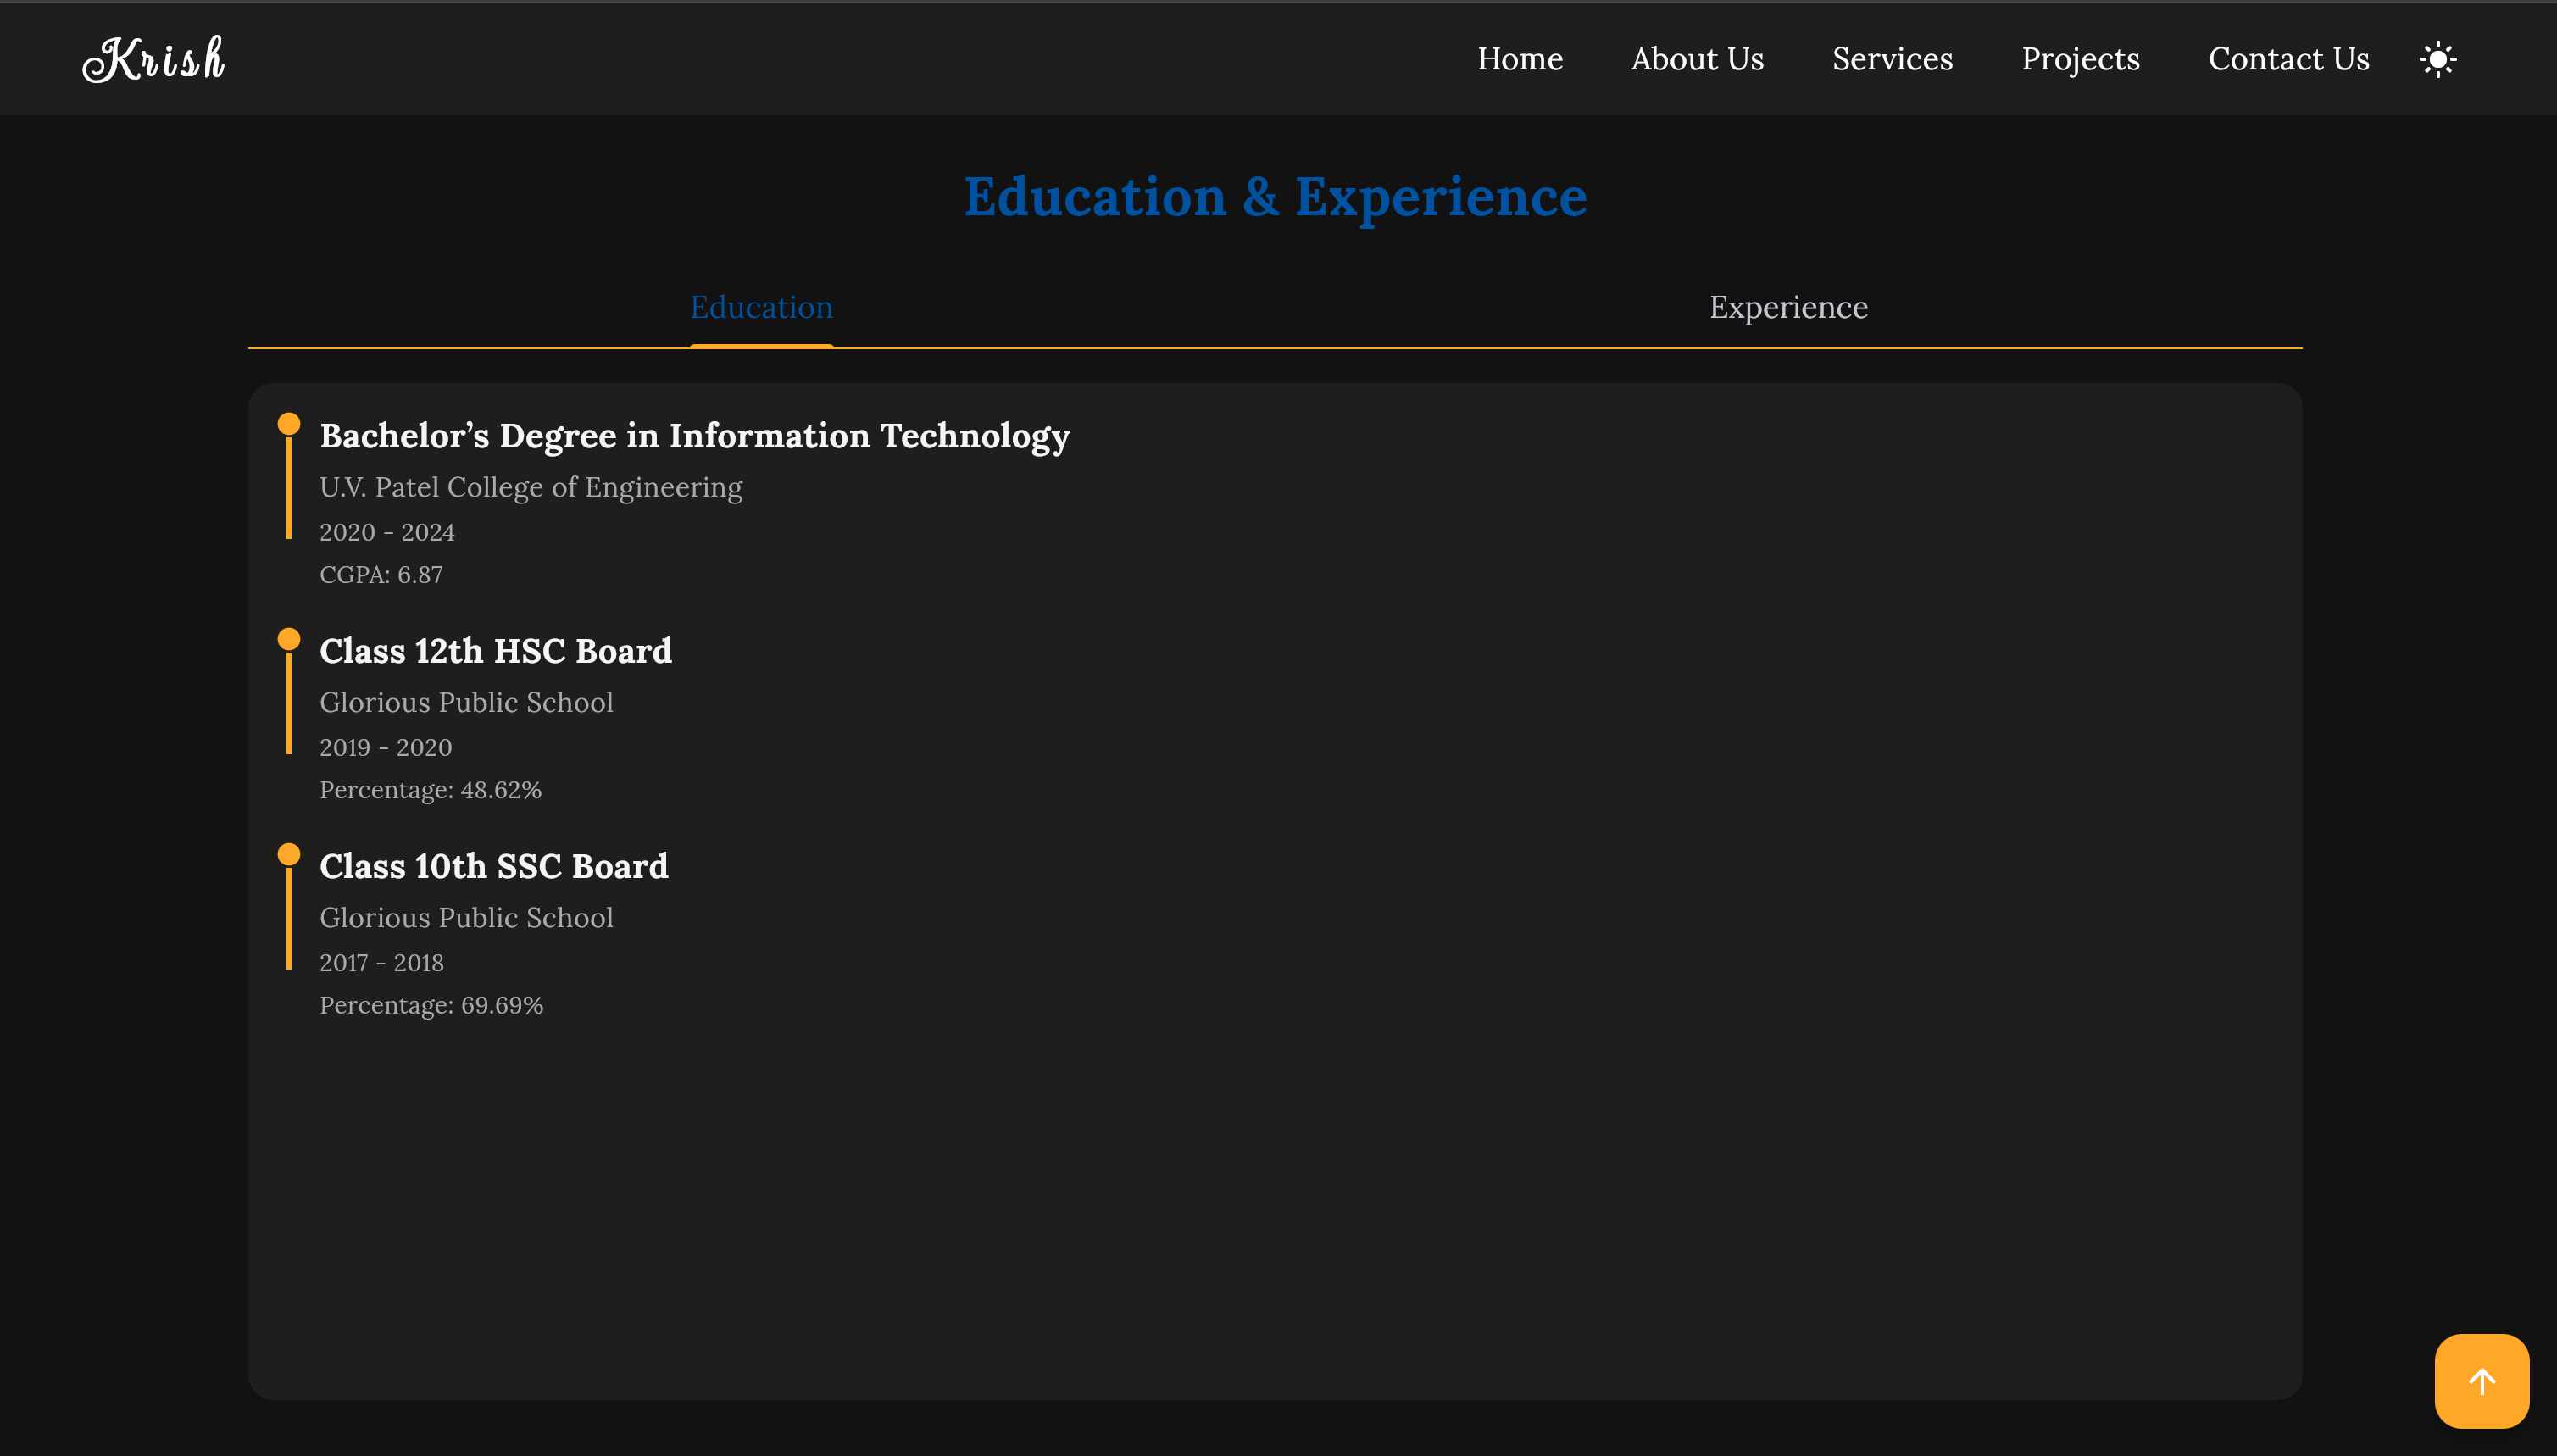 Krish
Home About Us Services Projects Contact Us
Education & Experience
Education Experience
Bachelor’s Degree in Information Technology
U.V. Patel College of Engineering
2020 - 2024
CGPA: 6.87
Class 12th HSC Board
Glorious Public School
2019 - 2020
Percentage: 48.62%
Class 10th SSC Board
Glorious Public School
2017 - 2018
Percentage: 69.69%